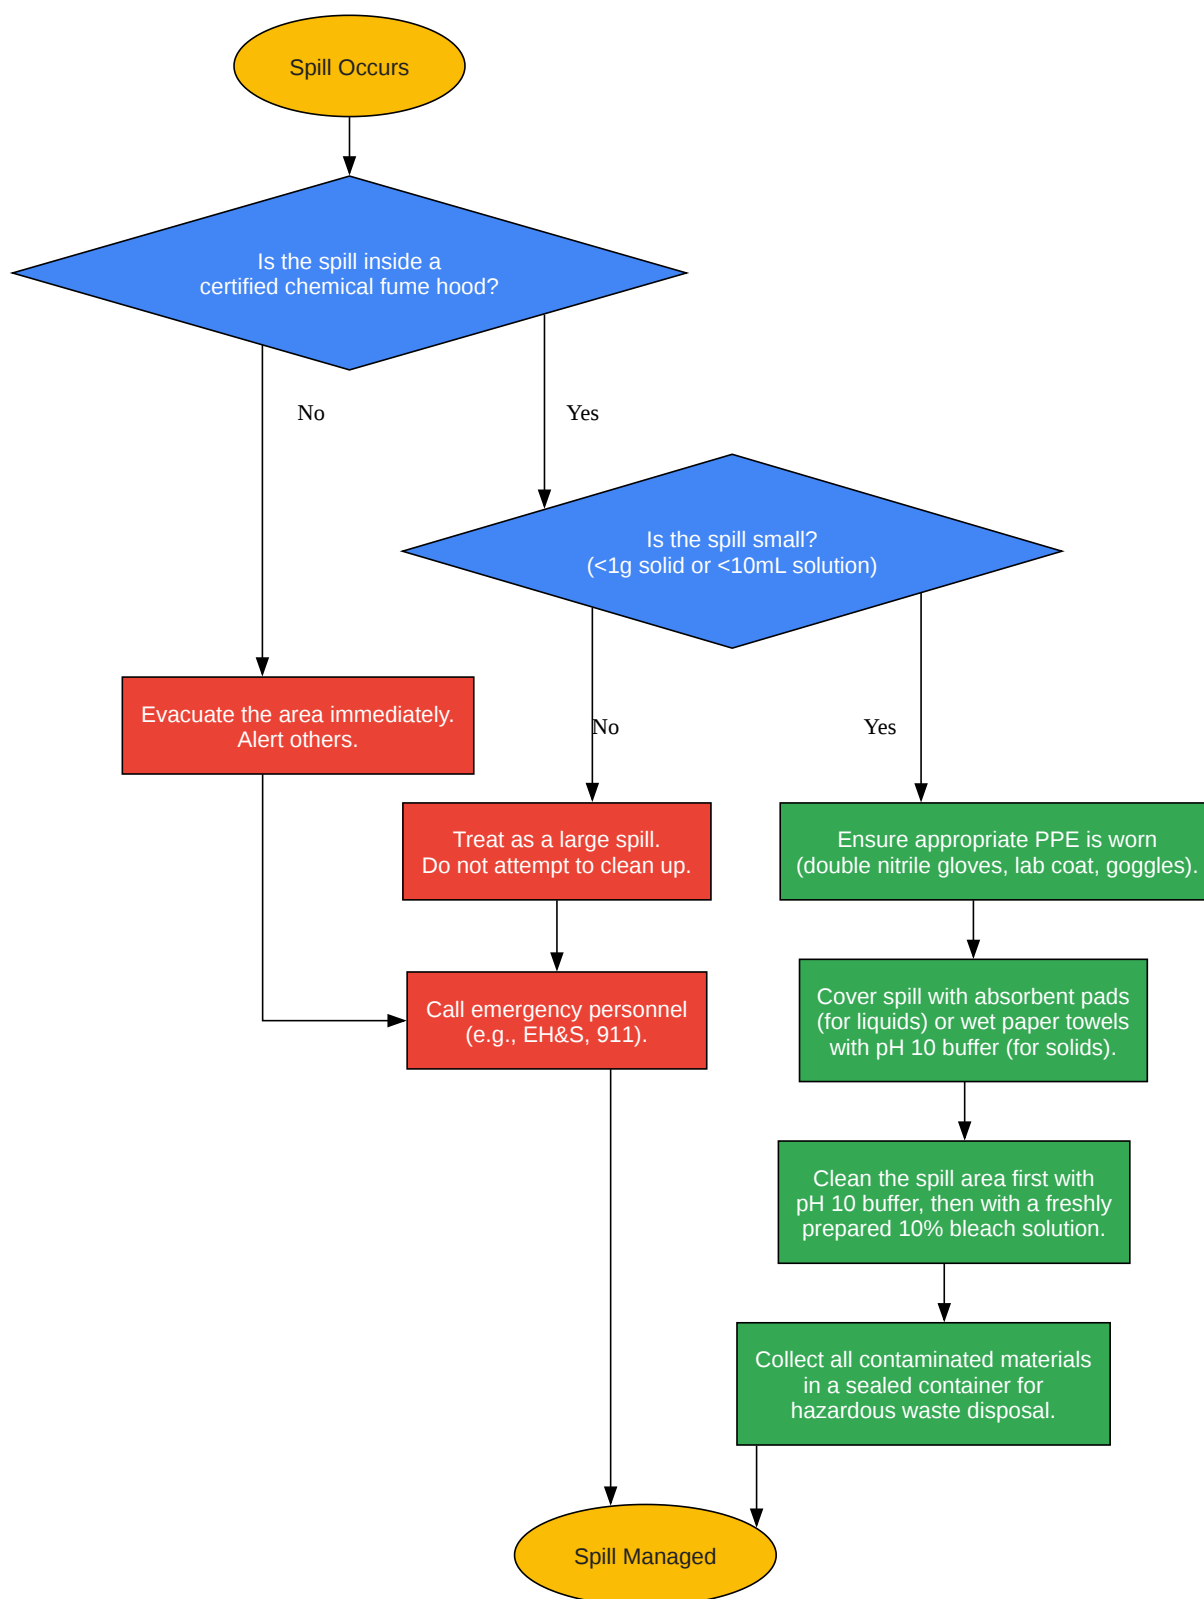 Spill Occurs
Is the spill inside a
certified chemical fume hood?
No
Yes
Is the spill small?
(<1g solid or <10mL solution)
Evacuate the area immediately.
Alert others.
No
Yes
Treat as a large spill.
Do not attempt to clean up.
Ensure appropriate PPE is worn
(double nitrile gloves, lab coat, goggles).
Call emergency personnel
(e.g., EH&S, 911).
Cover spill with absorbent pads
(for liquids) or wet paper towels
with pH 10 buffer (for solids).
Clean the spill area first with
pH 10 buffer, then with a freshly
prepared 10% bleach solution.
Collect all contaminated materials
in a sealed container for
hazardous waste disposal.
Spill Managed